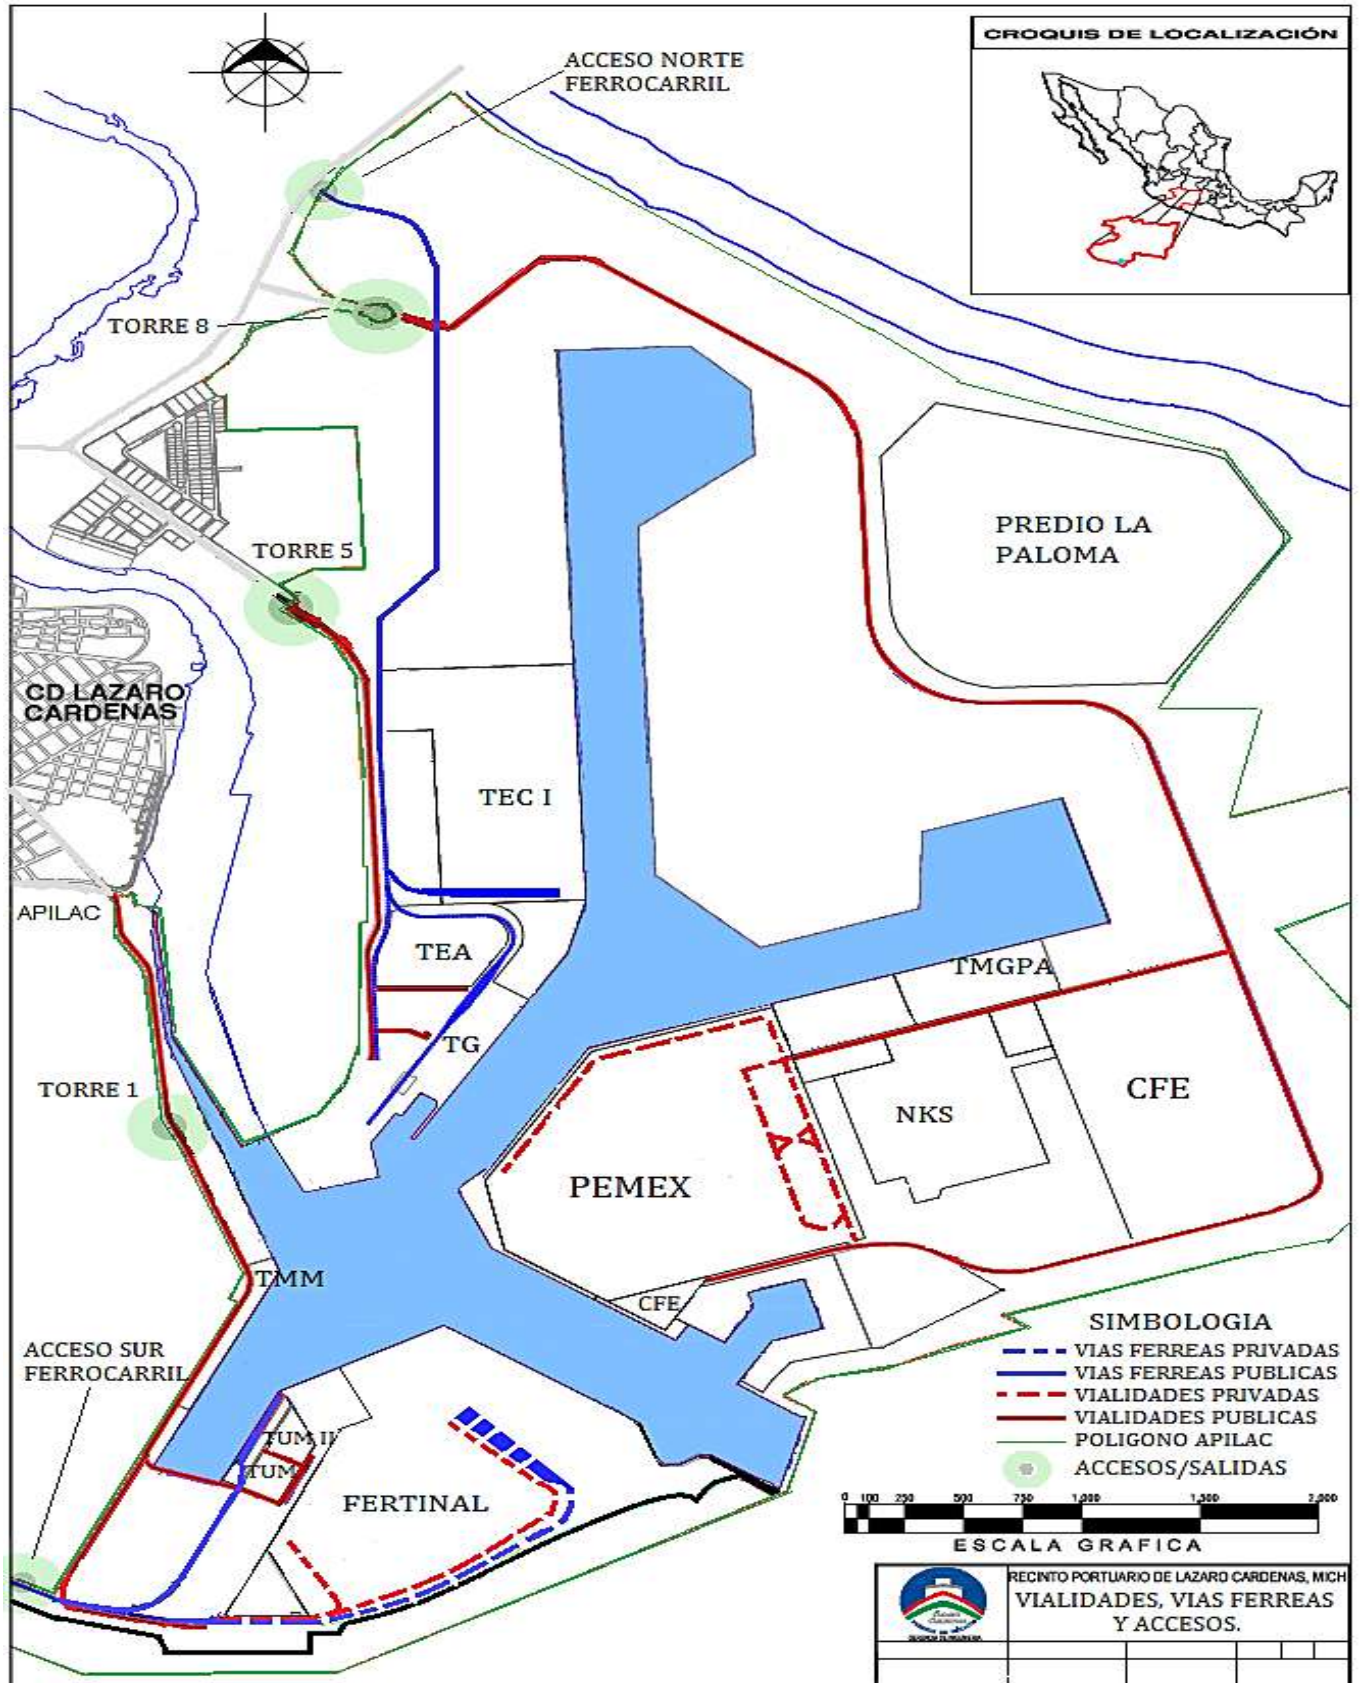 CROQUIS DE LOCALIZACIÓN
ACCESO NORTE
FERROCARRIL
TORRE 8
TORRE 5
PREDIO LA
PALOMA
CD LAZARO
CARDENAS
TEC I
APILAC
TEA
TMGPA
TG
TORRE 1
NKS
CFE
PEMEX
TMM
CFE
ACCESO SUR
FERROCARRIL
TUM II
TUM
FERTINAL
SIMBOLOGIA
VIAS FERREAS PRIVADAS
VIAS FERREAS PUBLICAS
VIALIDADES PRIVADAS
VIALIDADES PUBLICAS
POLIGONO APILAC
ACCESOS/SALIDAS
0 100 250 500 750 1,000 1,500 2,000
ESCALA GRAFICA
RECINTO PORTUARIO DE LAZARO CARDENAS, MICH
VIALIDADES, VIAS FERREAS
Y ACCESOS.